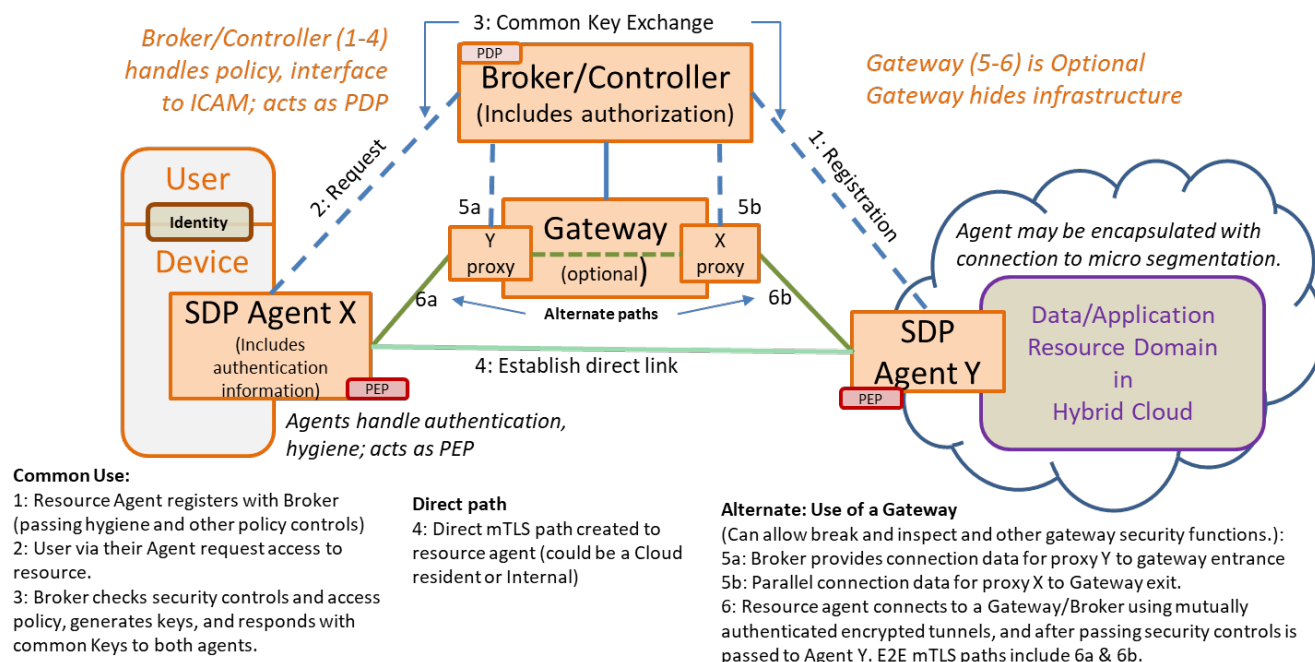 3: Common Key Exchange
Broker/Controller (1-4)
handles policy, interface
to ICAM; acts as PDP
PDP
Broker/Controller
(Includes authorization)
Gateway (5-6) is Optional
Gateway hides infrastructure
2: Request
1: Registration
User
Identity
Device
SDP Agent X
(Includes
authentication
information)
PEP
5a
5b
Y
proxy
Gateway
(optional)
X
proxy
6a
6b
Alternate paths
4: Establish direct link
Agent may be encapsulated with
connection to micro segmentation.
SDP
Agent Y
PEP
Data/Application
Resource Domain
in
Hybrid Cloud
Agents handle authentication,
hygiene; acts as PEP
Common Use:
1: Resource Agent registers with Broker
(passing hygiene and other policy controls)
2: User via their Agent request access to
resource.
3: Broker checks security controls and access
policy, generates keys, and responds with
common Keys to both agents.
Direct path
4: Direct mTLS path created to
resource agent (could be a Cloud
resident or Internal)
Alternate: Use of a Gateway
(Can allow break and inspect and other gateway security functions.):
5a: Broker provides connection data for proxy Y to gateway entrance
5b: Parallel connection data for proxy X to Gateway exit.
6: Resource agent connects to a Gateway/Broker using mutually
authenticated encrypted tunnels, and after passing security controls is
passed to Agent Y. E2E mTLS paths include 6a & 6b.